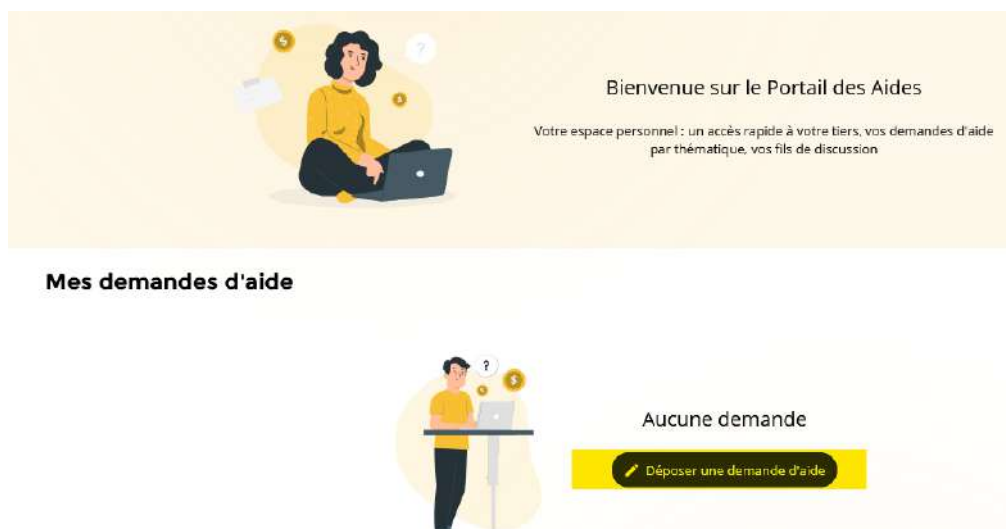 Bienvenue sur le Portail des Aides
Votre espace personnel : un accès rapide à votre tiers, vos demandes d'aide
par thématique, vos fils de discussion
Mes demandes d'aide
Aucune demande
Déposer une demande d'aide